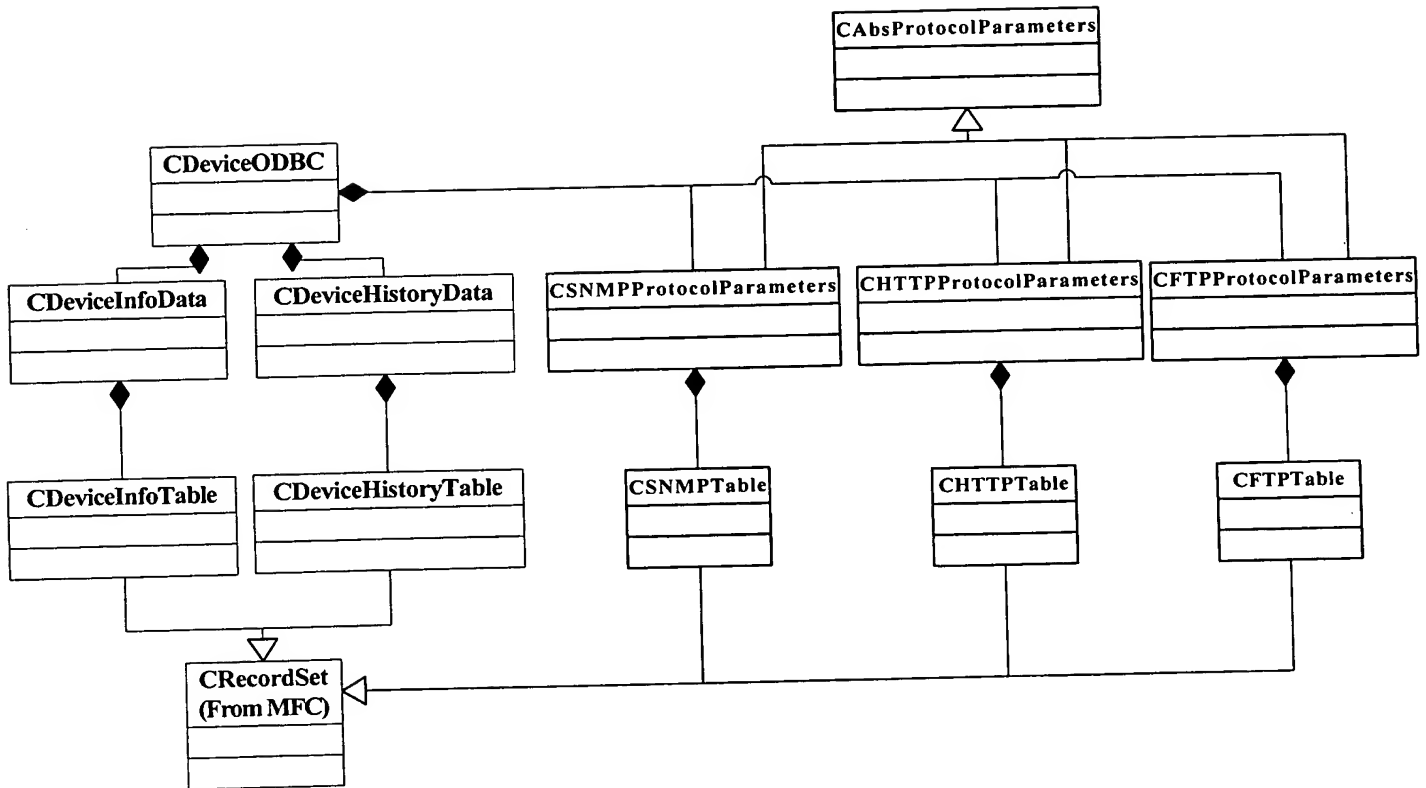 CAbsProtocolParameters
CDeviceODBC
CDeviceInfoData
CDeviceHistoryData
CSNMPProtocolParameters
CHTTPProtocolParameters
CFTPProtocolParameters
CDeviceInfoTable
CDeviceHistoryTable
CSNMPTable
CHTTPTable
CFTPTable
CRecordSet
(From MFC)